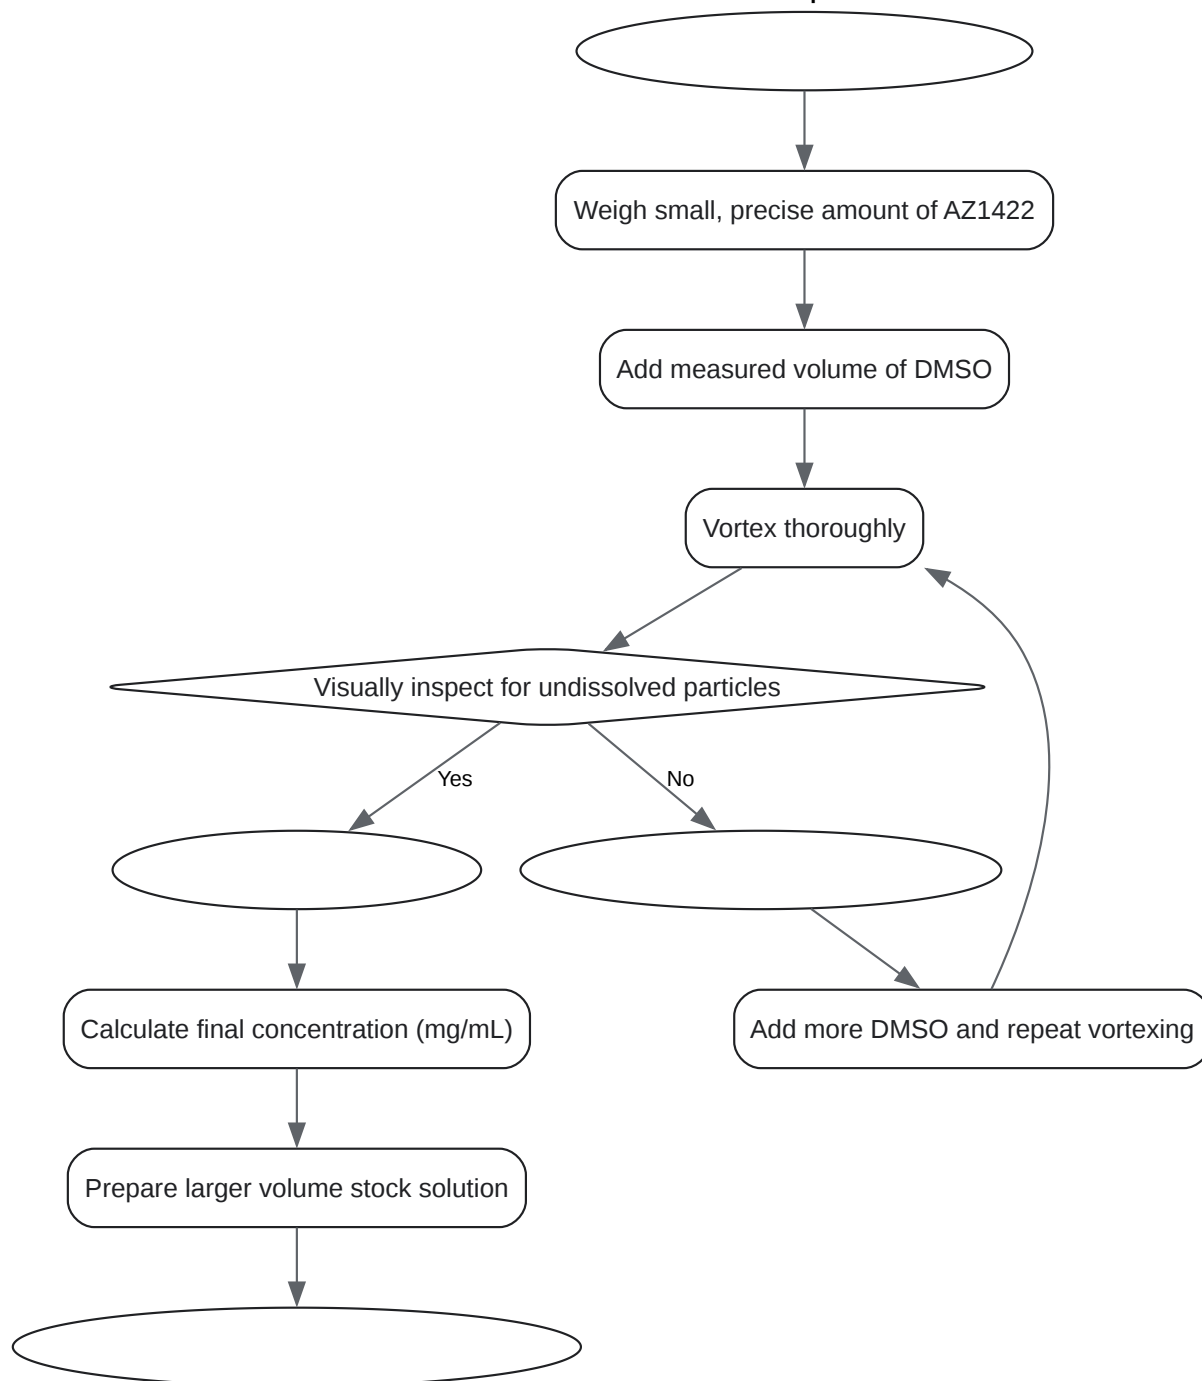 Weigh small, precise amount of AZ1422
Add measured volume of DMSO
Vortex thoroughly
Visually inspect for undissolved particles
Yes
No
Calculate final concentration (mg/mL)
Add more DMSO and repeat vortexing
Prepare larger volume stock solution